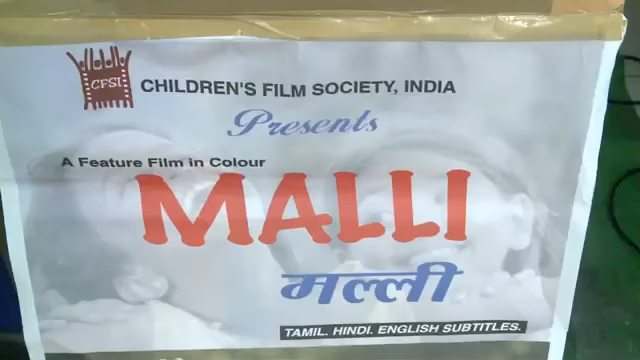 CFSI
CHILDREN'S FILM SOCIETY, INDIA
Presents
A Feature Film in Colour
MALLI
मल्ली
TAMIL. HINDI. ENGLISH SUBTITLES.